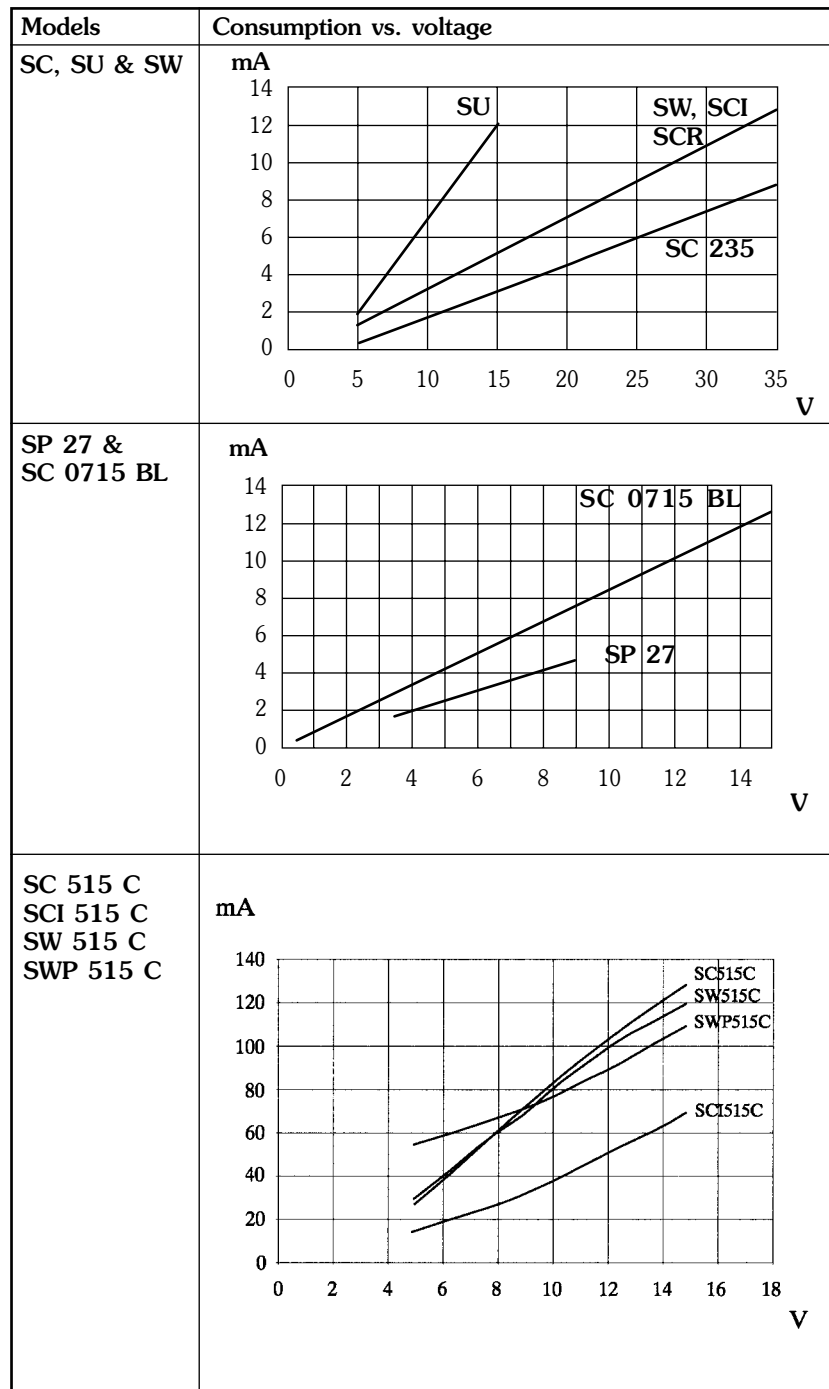 Models Consumption vs. voltage
SC, SU & SW
mA
14
12
10
8
6
4
2
0
SU
SW, SCI
SCR
SC 235
0 5 10 15 20 25 30 35
V
SP 27 &
SC 0715 BL
mA
14
12
10
8
6
4
2
0
SC 0715 BL
SP 27
0 2 4 6 8 10 12 14
V
SC 515 C
SCI 515 C
SW 515 C
SWP 515 C
mA
140
120
100
80
60
40
20
0
SC515C
SW515C
SWP515C
SCI515C
0 2 4 6 8 10 12 14 16 18
V